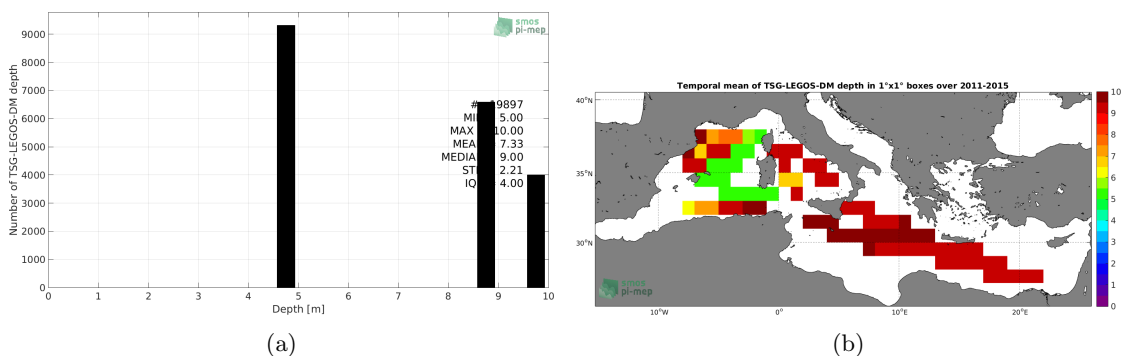 smos
pi-mep
9000
8000
7000
6000
5000
4000
3000
2000
1000
0
Number of TSG-LEGOS-DM depth
5.00
MAX 10.00
7.33
MEDIAN 9.00
2.21
4.00
0 1 2 3 4 5 6 7 8 9 10
Depth [m]
(a)
Temporal mean of TSG-LEGOS-DM depth in 1°x1° boxes over 2011-2015
40°N
35°N
30°N
10°W 0° 10°E 20°E
10
9
8
7
6
5
4
3
2
1
0
smos
pi-mep
(b)